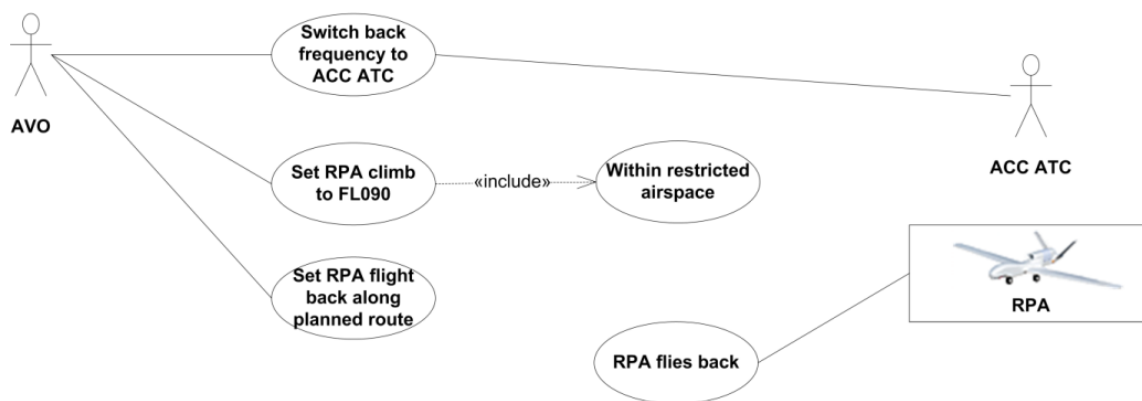 Switch back
frequency to
ACC ATC
AVO
ACC ATC
Set RPA climb
to FL090
«include»
Within restricted
airspace
Set RPA flight
back along
planned route
RPA
RPA flies back